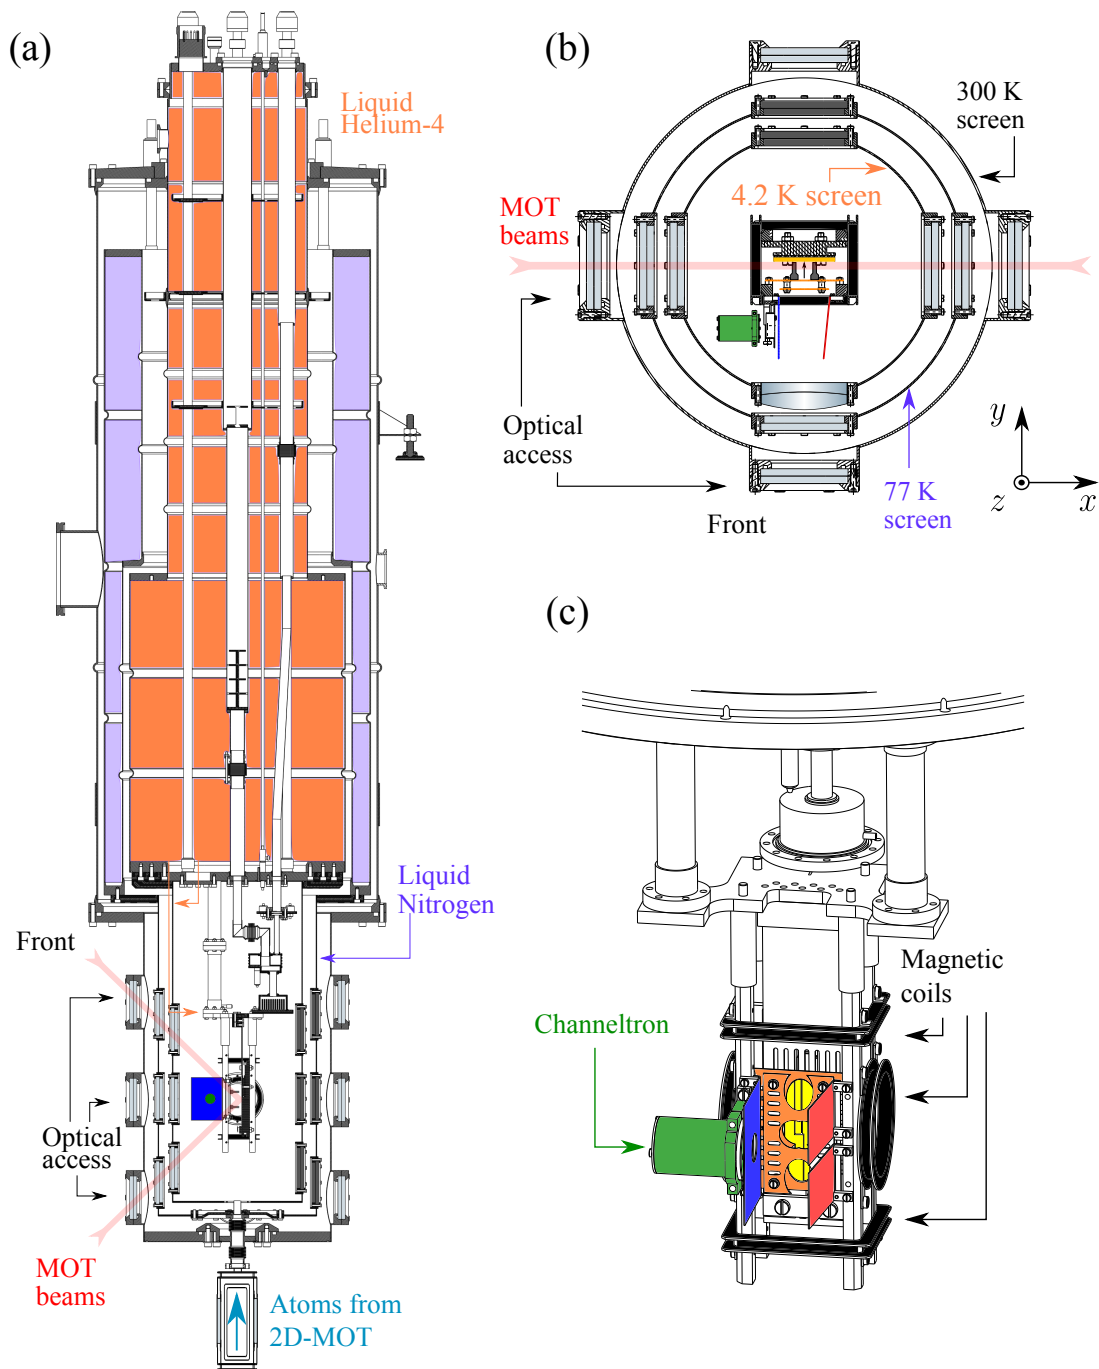 (a)
Liquid
Helium-4
Front
Liquid
Nitrogen
Optical
access
MOT
beams
Atoms from
2D-MOT
(b)
300 K
screen
4.2 K screen
MOT
beams
Optical
access
77 K
screen
Front
y
z
x
(c)
Magnetic
coils
Channeltron